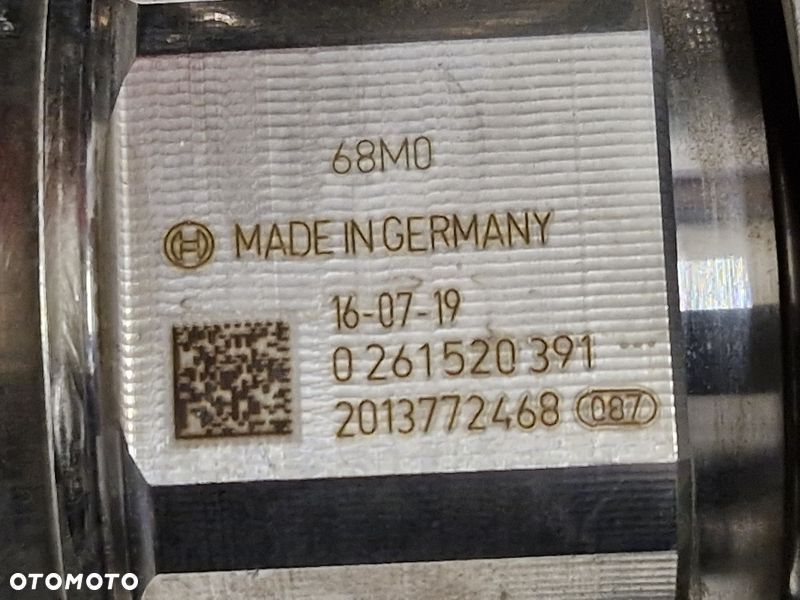 68M0
MADE IN GERMANY
16-07-19
0 261 520 391
2013772468 087
OTOMOTO